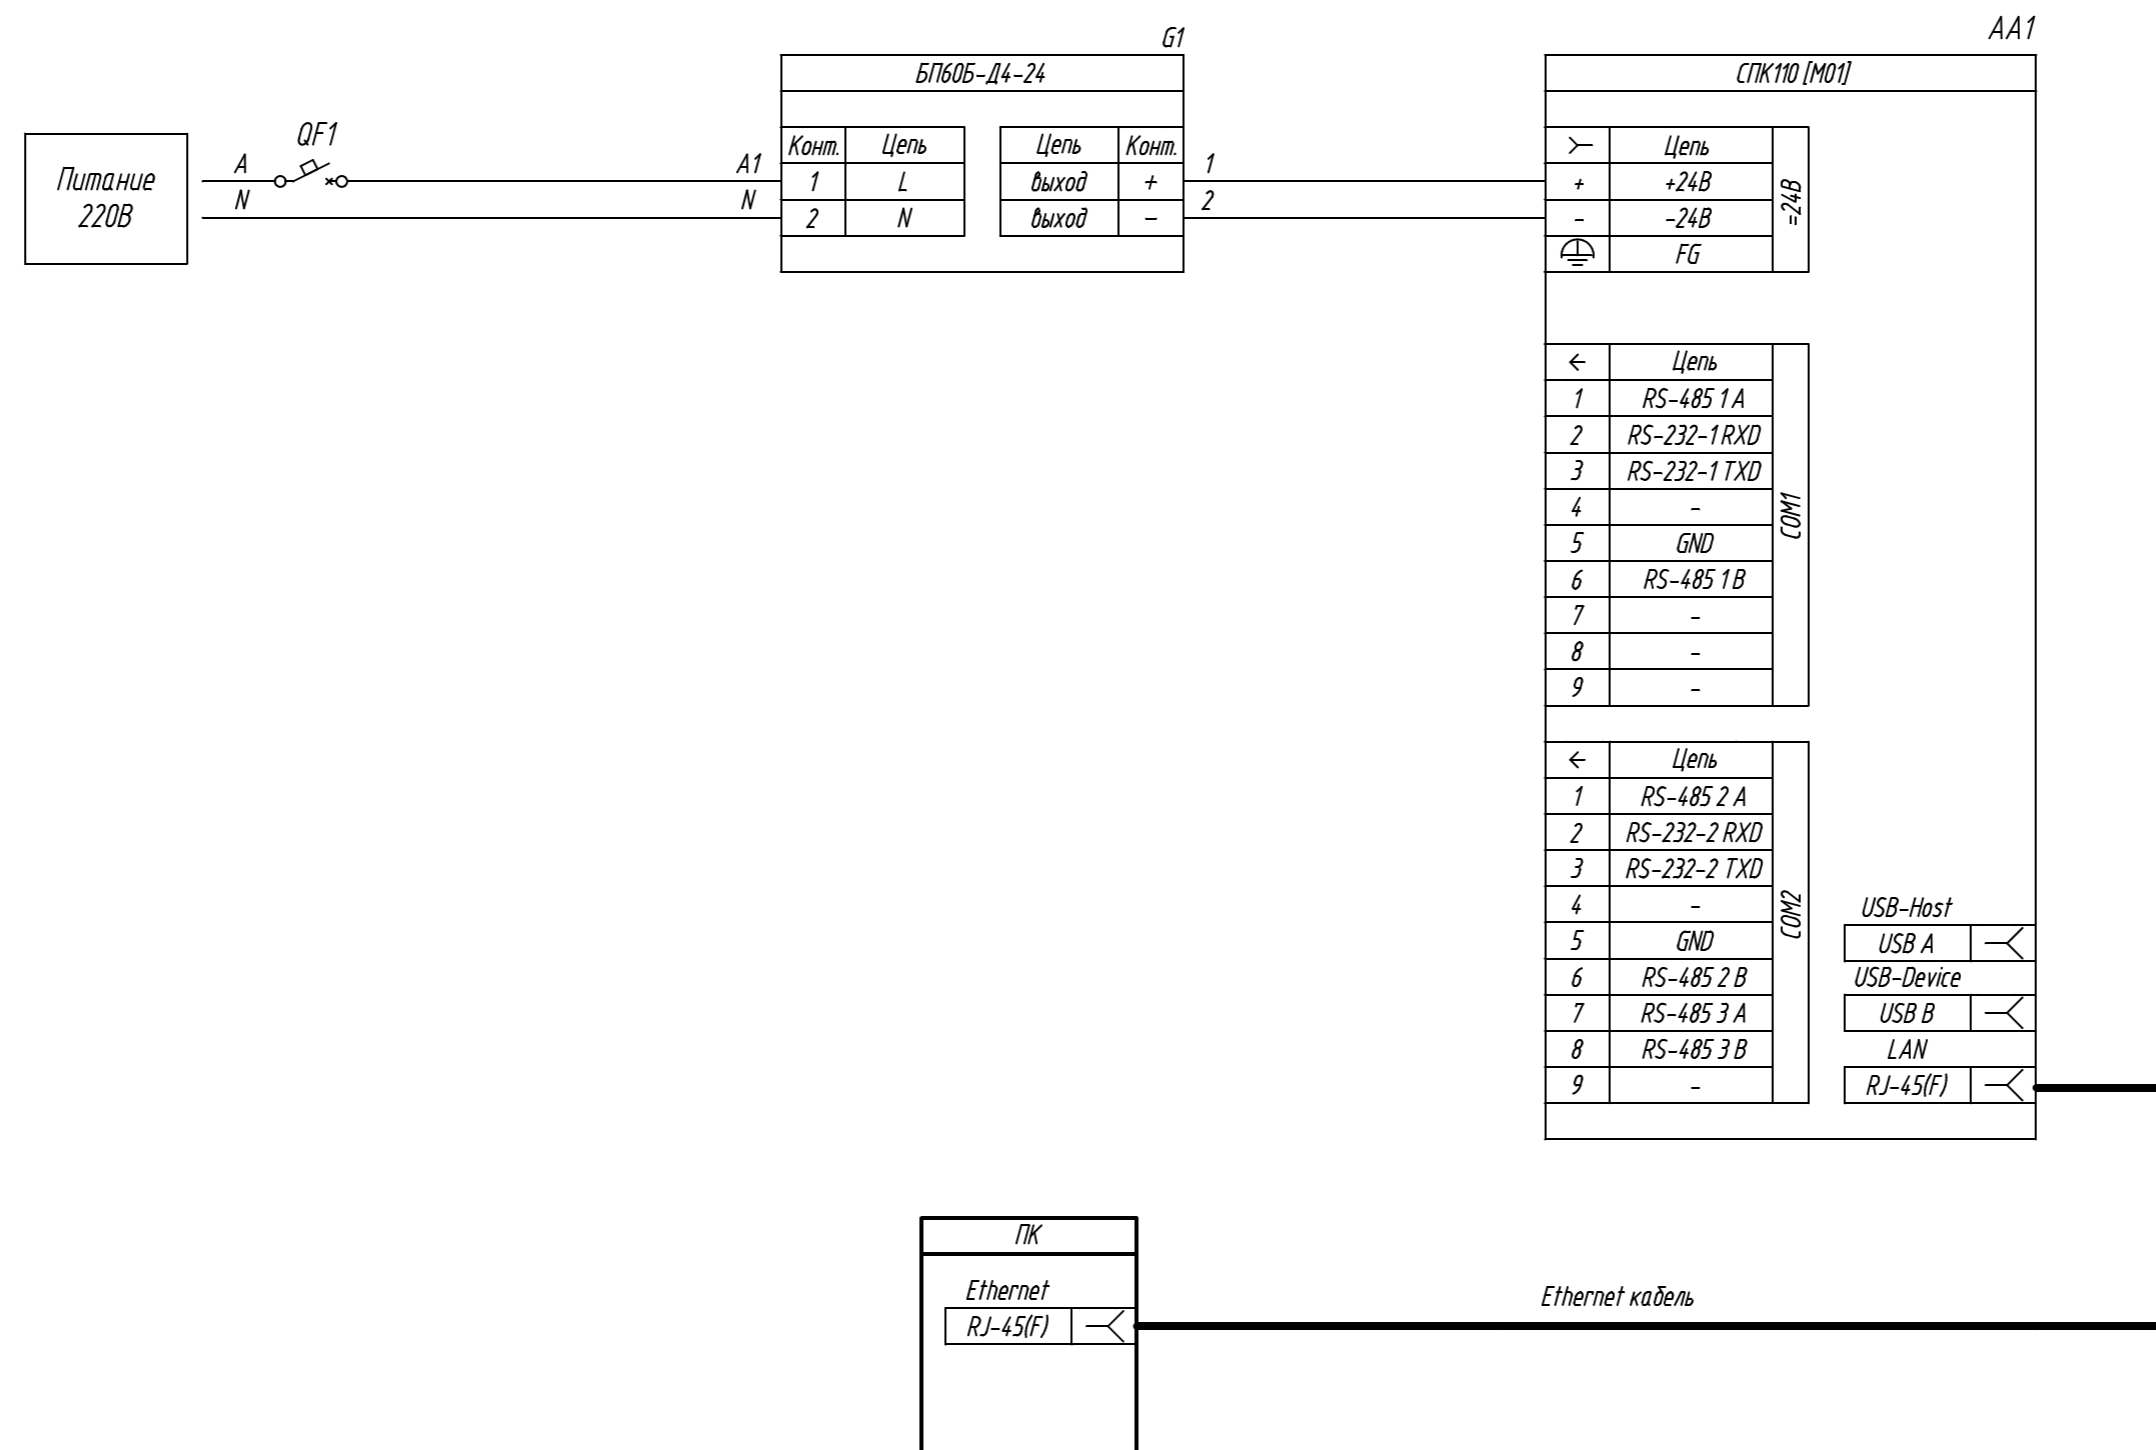 G1
AA1
БП60Б-Д4-24
СПК110 [М01]
Питание
220В
QF1
A
N
A1
N
Конт. Цепь
1 L
2 N
Цепь Конт.
выход +
выход –
1
2
Цепь
+ +24В
- -24В
FG
=24В
Цепь
1 RS-485 1 A
2 RS-232-1 RXD
3 RS-232-1 TXD
4 -
5 GND
6 RS-485 1 B
7 -
8 -
9 -
COM1
Цепь
1 RS-485 2 A
2 RS-232-2 RXD
3 RS-232-2 TXD
4 -
5 GND
6 RS-485 2 B
7 RS-485 3 A
8 RS-485 3 B
9 -
COM2
USB-Host
USB A
USB-Device
USB B
LAN
RJ-45(F)
ПК
Ethernet
RJ-45(F)
Ethernet кабель